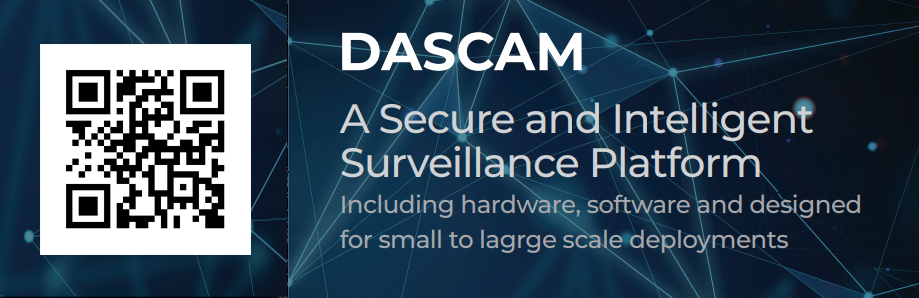 DASCAM
A Secure and Intelligent
Surveillance Platform
Including hardware, software and designed
for small to lagrge scale deployments